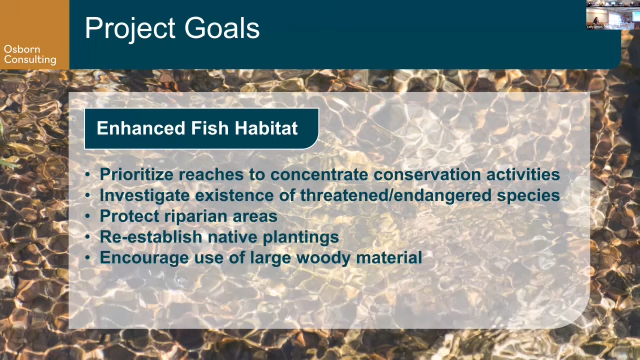 Project Goals
Osborn
Consulting
Enhanced Fish Habitat
• Prioritize reaches to concentrate conservation activities
• Investigate existence of threatened/endangered species
• Protect riparian areas
• Re-establish native plantings
• Encourage use of large woody material